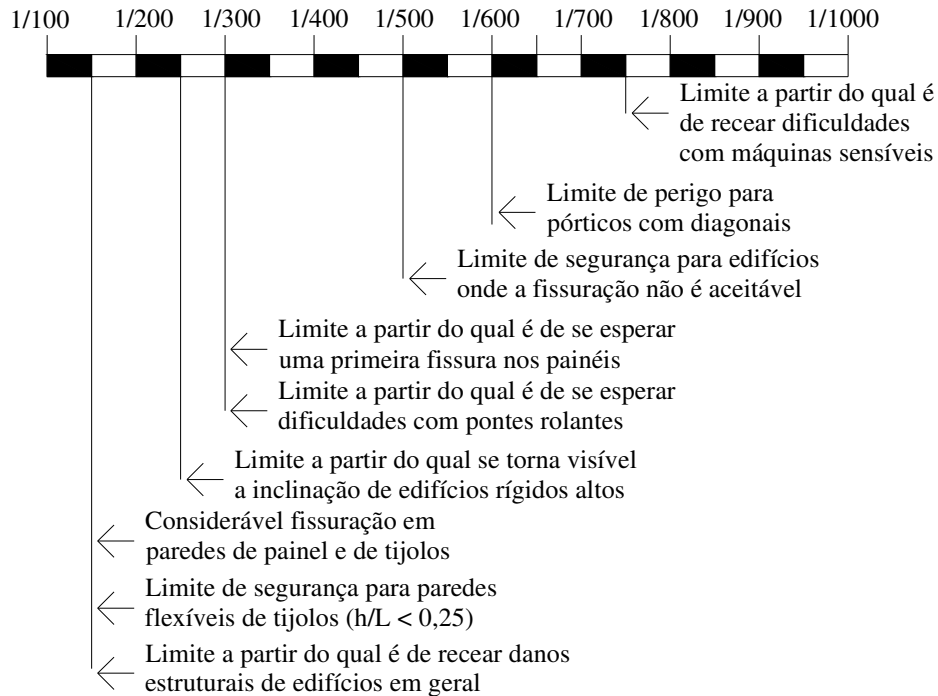 1/100 1/200 1/300 1/400 1/500 1/600 1/700 1/800 1/900 1/1000
Limite a partir do qual é
de recear dificuldades
com máquinas sensíveis
Limite de perigo para
pórticos com diagonais
Limite de segurança para edifícios
onde a fissuração não é aceitável
Limite a partir do qual é de se esperar
uma primeira fissura nos painéis
Limite a partir do qual é de se esperar
dificuldades com pontes rolantes
Limite a partir do qual se torna visível
a inclinação de edifícios rígidos altos
Considerável fissuração em
paredes de painel e de tijolos
Limite de segurança para paredes
flexíveis de tijolos (h/L < 0,25)
Limite a partir do qual é de recear danos
estruturais de edifícios em geral